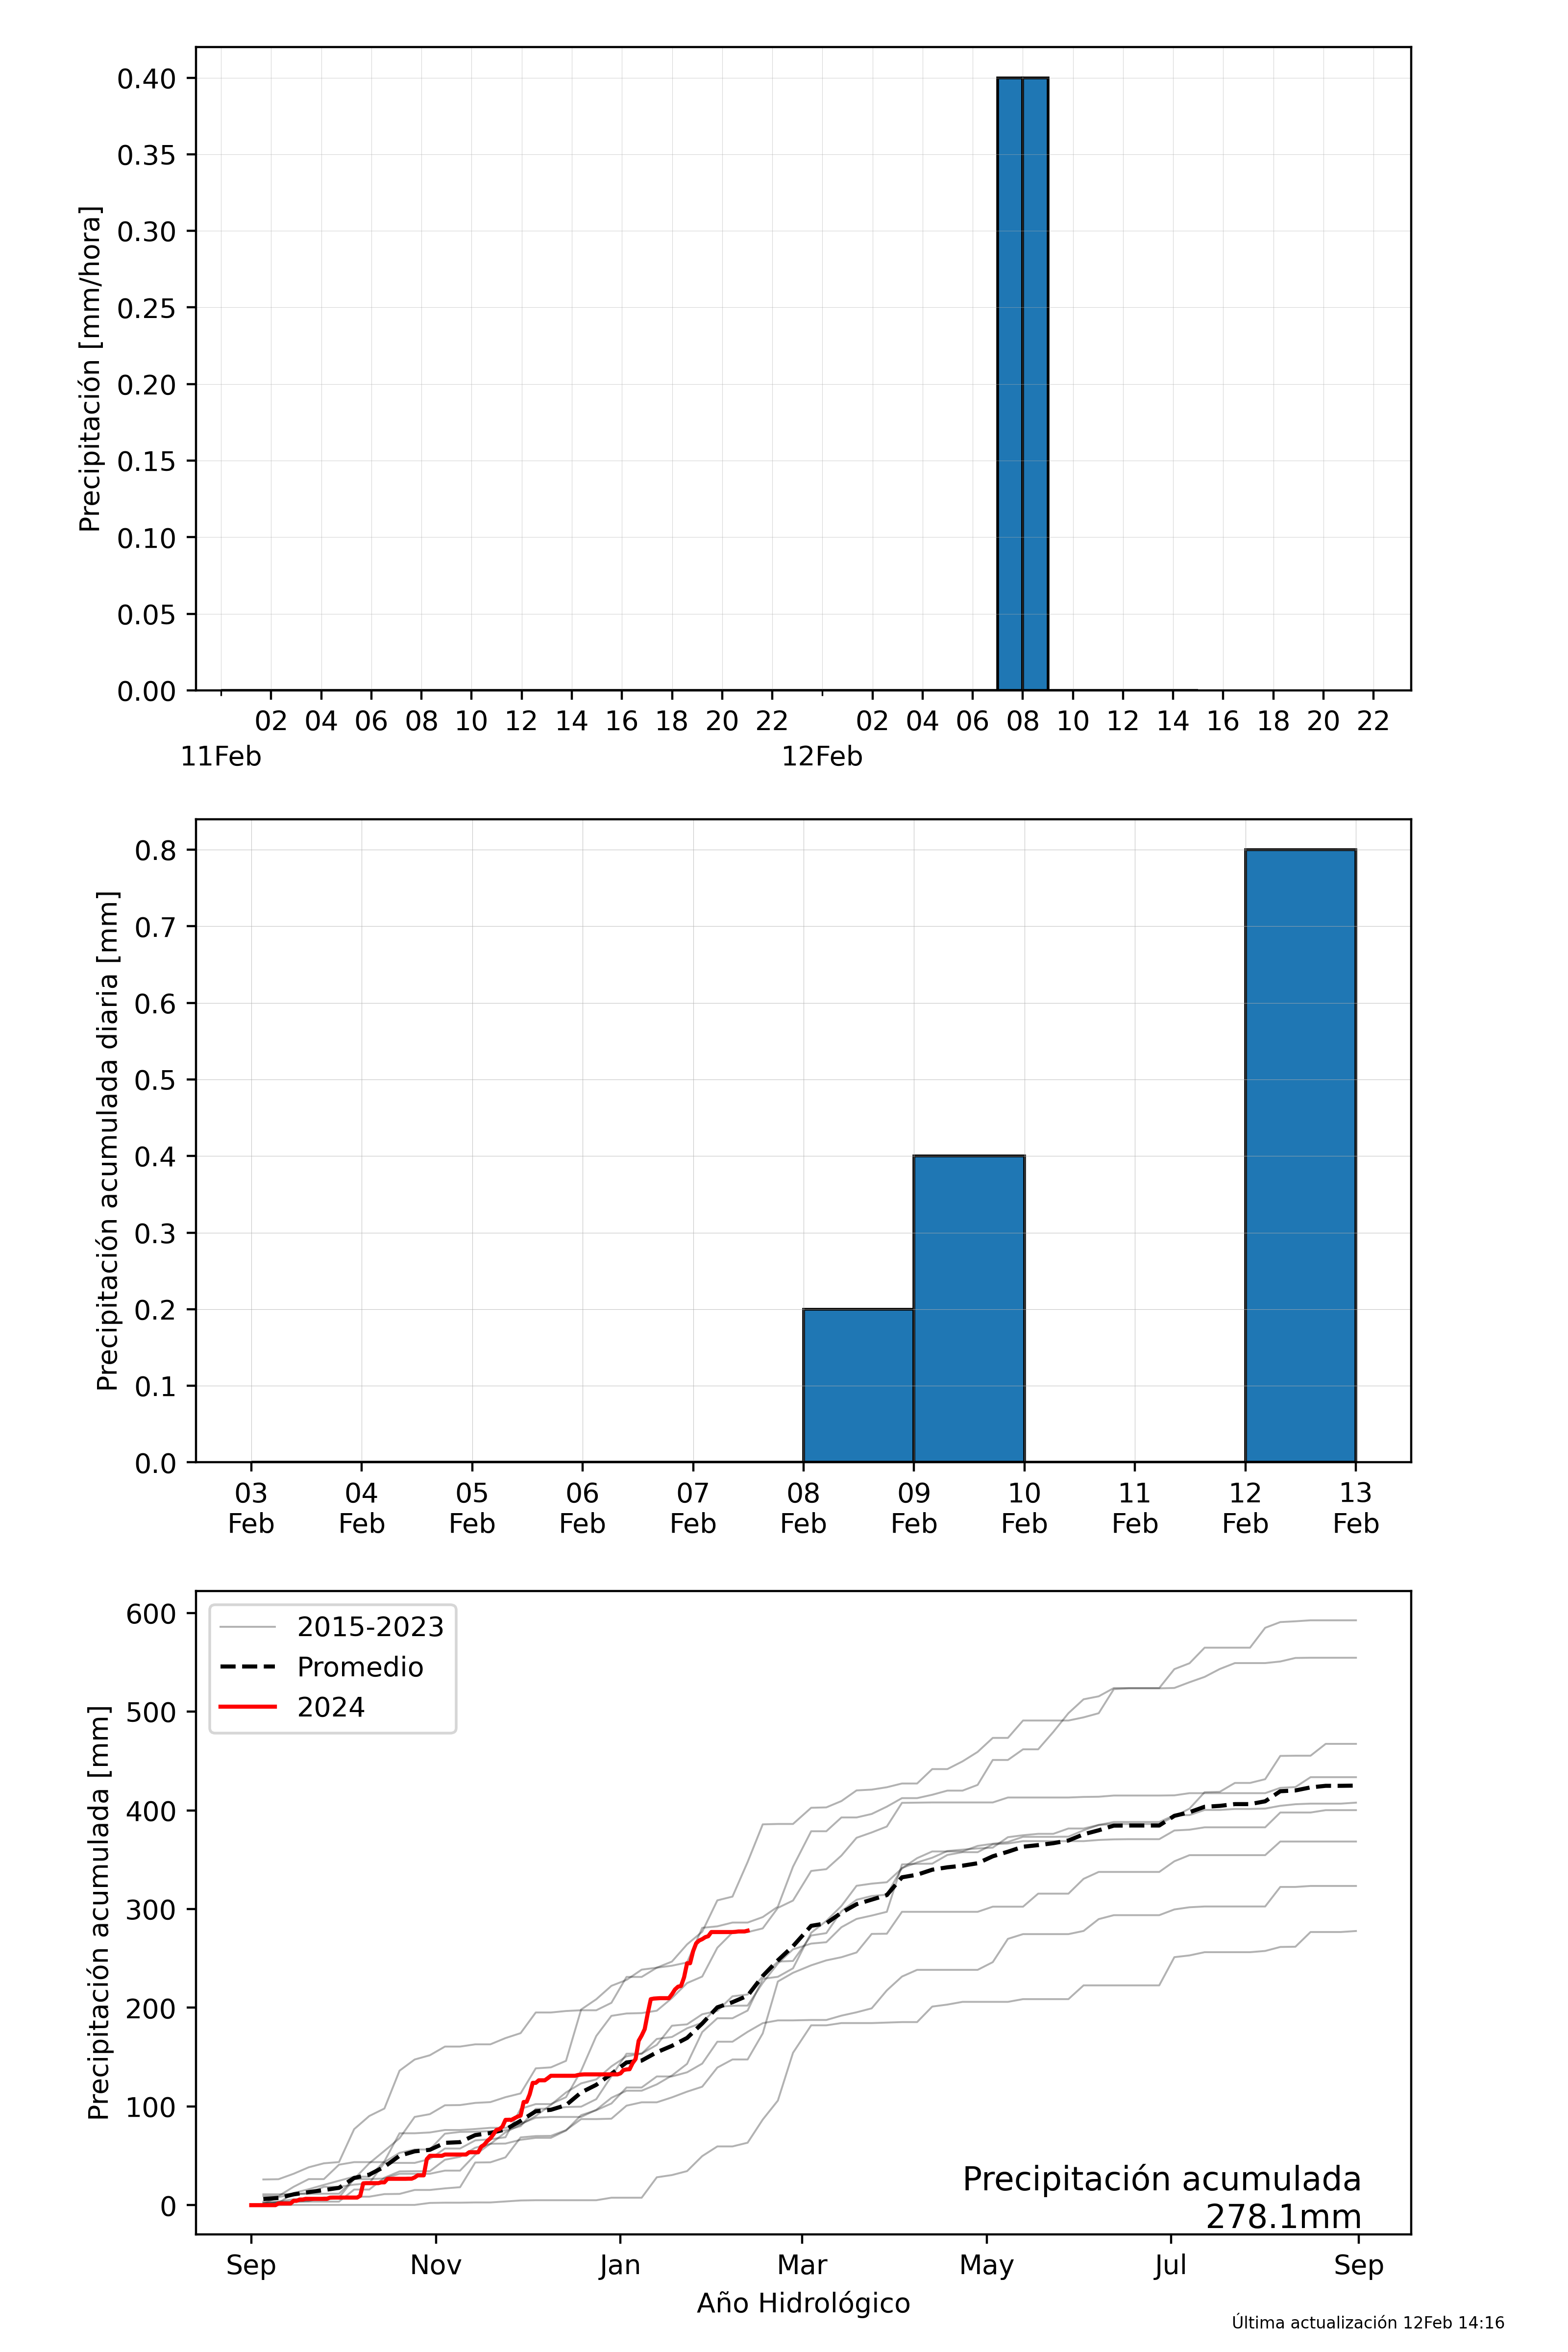 0.40
0.35
0.30
0.25
0.20
0.15
0.10
0.05
0.00
Precipitación [mm/hora]
02 04 06 08 10 12 14 16 18 20 22 02 04 06 08 10 12 14 16 18 20 22
11Feb 12Feb
0.8
0.7
0.6
0.5
0.4
0.3
0.2
0.1
0.0
Precipitación acumulada diaria [mm]
03 04 05 06 07 08 09 10 11 12 13
Feb Feb Feb Feb Feb Feb Feb Feb Feb Feb Feb
600
500
400
300
200
100
0
Precipitación acumulada [mm]
2015-2023
Promedio
2024
Precipitación acumulada
278.1mm
Sep Nov Jan Mar May Jul Sep
Año Hidrológico
Última actualización 12Feb 14:16